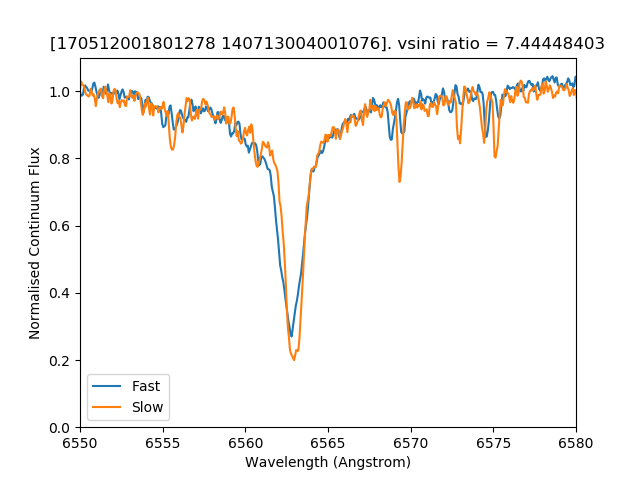 [170512001801278 140713004001076]. vsini ratio = 7.44448403
Normalised Continuum Flux
1.0
0.8
0.6
0.4
0.2
0.0
Fast
Slow
6550 6555 6560 6565 6570 6575 6580
Wavelength (Angstrom)